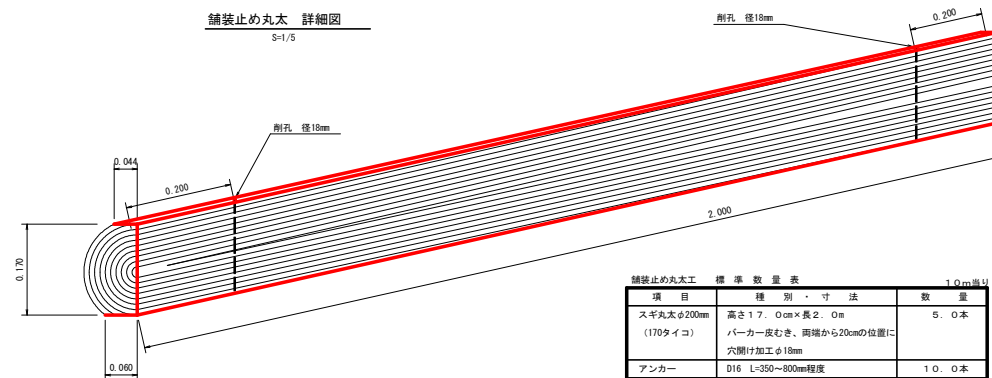 舗装止め丸太 詳細図
S=1/5
削孔 径18mm
0.200
削孔 径18mm
0.044
0.200
2.000
0.170
0.060
舗装止め丸太工 標 準 数 量 表 10m当り
項 目 種 別 ・ 寸 法 数 量
スギ丸太φ200mm 高さ17.0cm×長2.0m 5.0本
(170タイコ) バーカー皮むき、両端から20cmの位置に
穴開け加工φ18mm
アンカー D16 L=350~800mm程度 10.0本